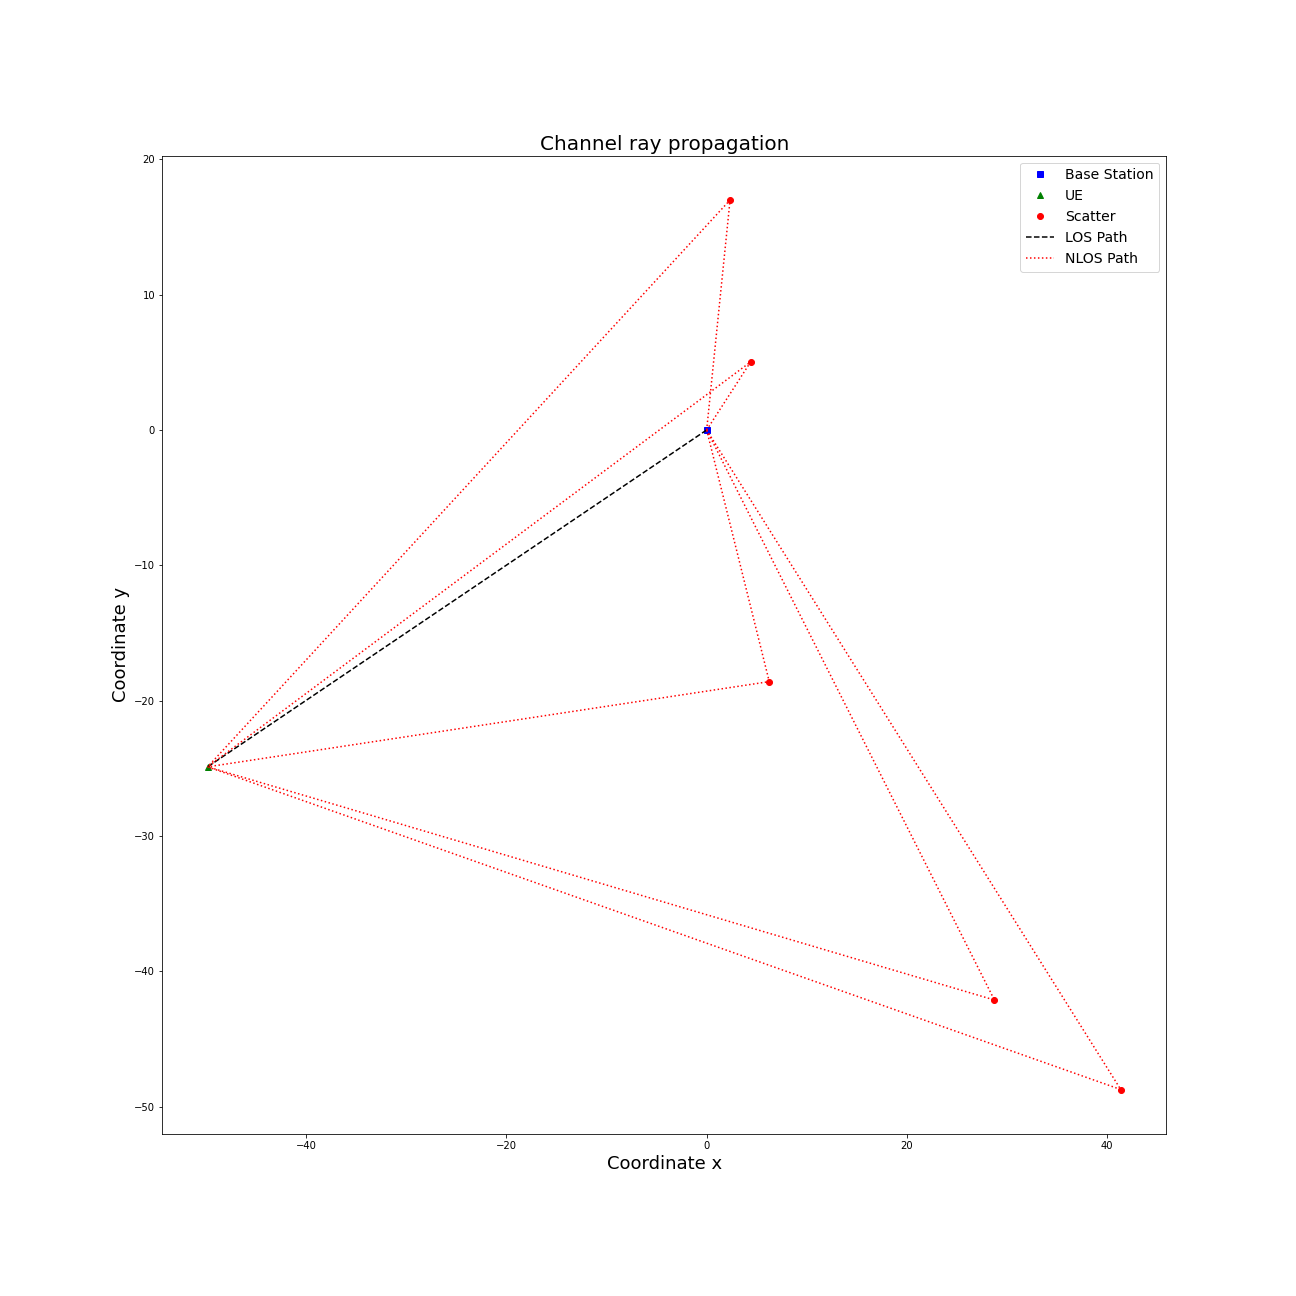 Channel ray propagation
Base Station
UE
Scatter
LOS Path
NLOS Path
20
10
0
−10
−20
−30
−40
−50
Coordinate y
−40
−20
0
20
40
Coordinate x